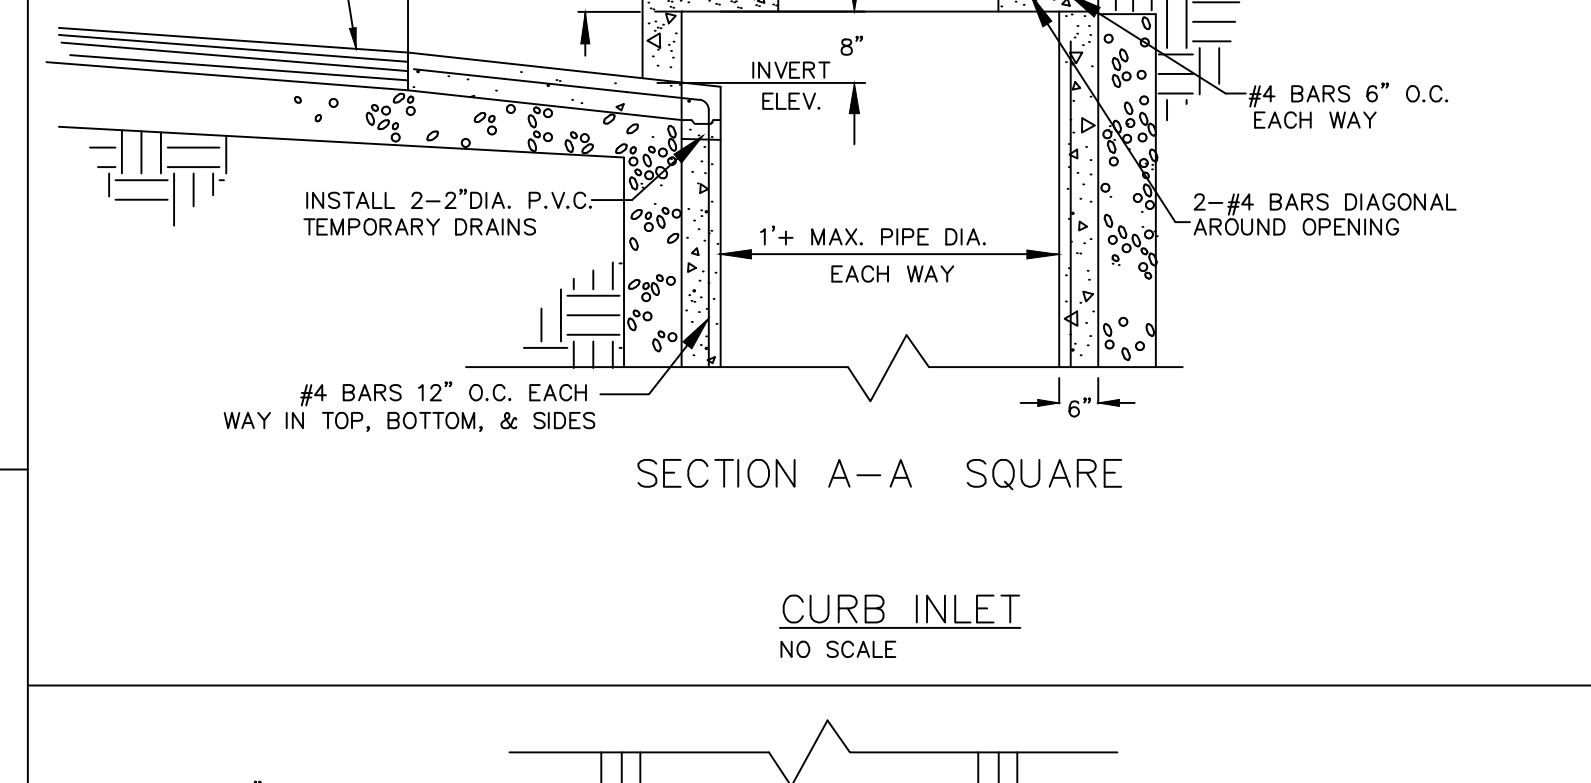 8”
INVERT
ELEV.
#4 BARS 6” O.C.
EACH WAY
INSTALL 2-2”DIA. P.V.C.
TEMPORARY DRAINS
2-#4 BARS DIAGONAL
AROUND OPENING
1'+ MAX. PIPE DIA.
EACH WAY
#4 BARS 12” O.C. EACH
WAY IN TOP, BOTTOM, & SIDES
6”
SECTION A-A SQUARE
CURB INLET
NO SCALE